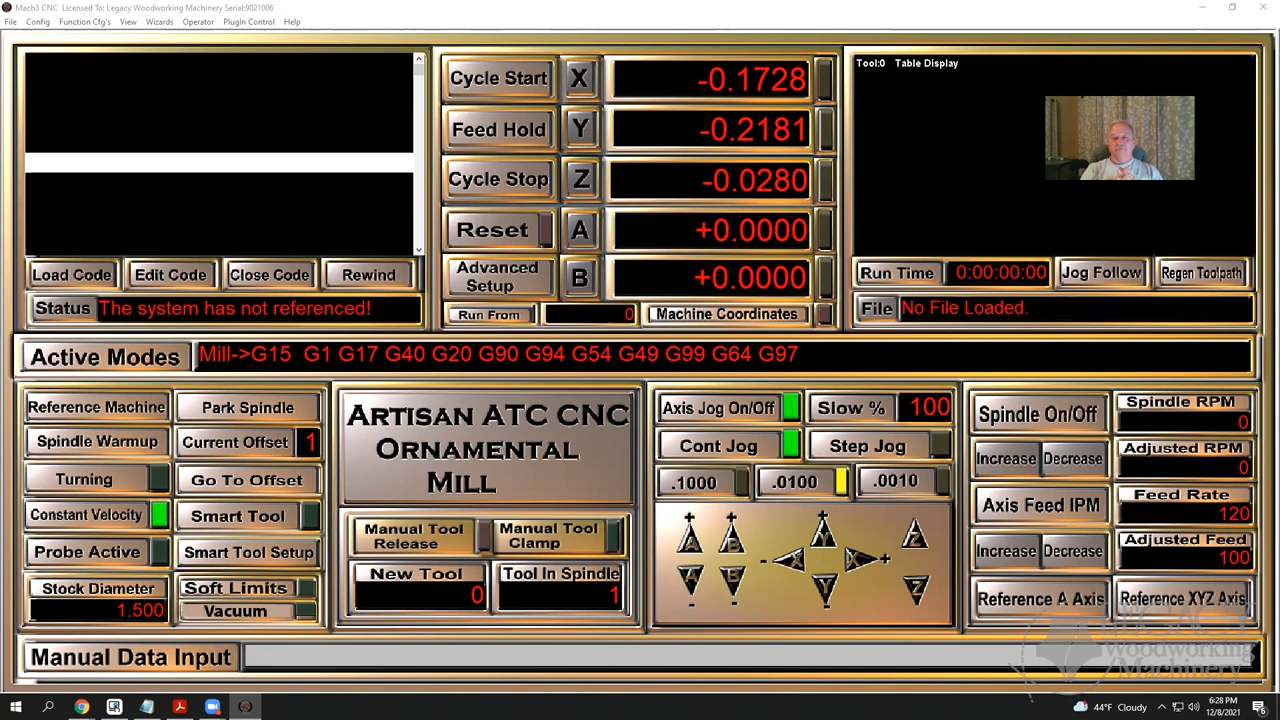 Mach3 CNC Licensed To: Legacy Woodworking Machinery Serial:9021006
File Config Function Cfg's View Wizards Operator PlugIn Control Help
Cycle Start X -0.1728
Feed Hold Y -0.2181
Cycle Stop Z -0.0280
Reset A +0.0000
Advanced Setup B +0.0000
Run From 0 Machine Coordinates
Tool:0 Table Display
Load Code Edit Code Close Code Rewind
Status The system has not referenced!
Run Time 0:00:00:00 Jog Follow Regen Toolpath
File No File Loaded.
Active Modes Mill->G15 G1 G17 G40 G20 G90 G94 G54 G49 G99 G64 G97
Reference Machine Park Spindle
Spindle Warmup Current Offset 1
Turning Go To Offset
Constant Velocity Smart Tool
Probe Active Smart Tool Setup
Stock Diameter Soft Limits
1.500 Vacuum
ARTISAN ATC CNC
ORNAMENTAL
MILL
Manual Tool Release Manual Tool Clamp
New Tool Tool In Spindle
0 1
Axis Jog On/Off Slow % 100
Cont Jog Step Jog
.1000 .0100 .0010
+ + + 
A B Y Z
- X X +
A B Y Z
- - -
Spindle On/Off Spindle RPM
0
Increase Decrease Adjusted RPM
0
Axis Feed IPM Feed Rate
120
Increase Decrease Adjusted Feed
100
Reference A Axis Reference XYZ Axis
LEGACY
Woodworking
Machinery
Manual Data Input
44°F Cloudy
6:28 PM
12/8/2021
6